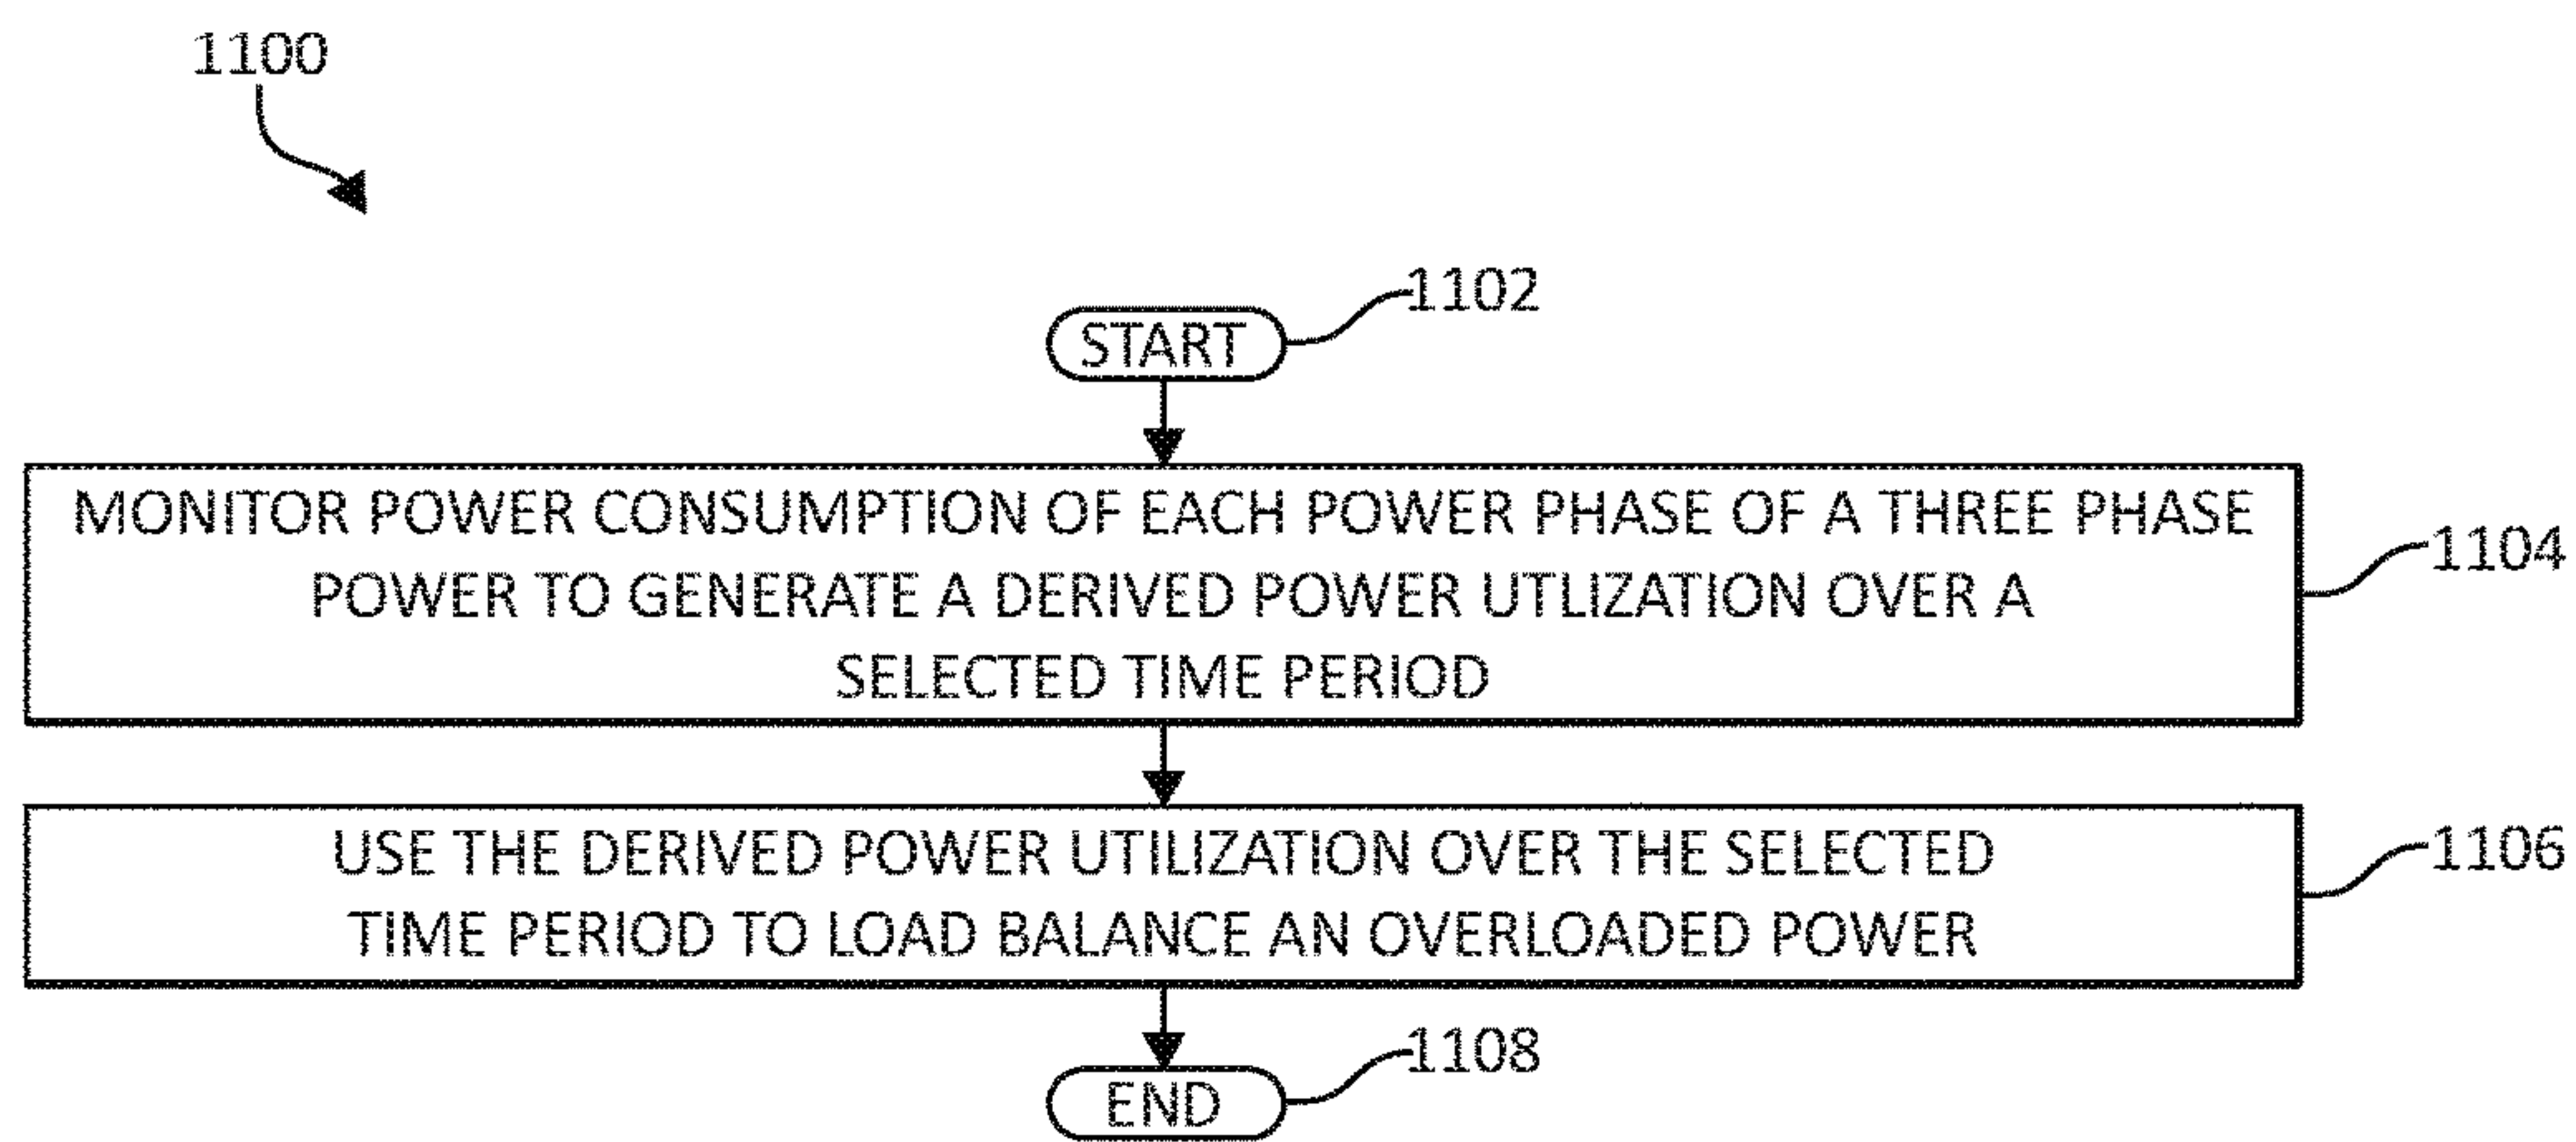 1100
1102
START
MONITOR POWER CONSUMPTION OF EACH POWER PHASE OF A THREE PHASE
POWER TO GENERATE A DERIVED POWER UTLIZATION OVER A
SELECTED TIME PERIOD
1104
USE THE DERIVED POWER UTILIZATION OVER THE SELECTED
TIME PERIOD TO LOAD BALANCE AN OVERLOADED POWER
1106
1108
END